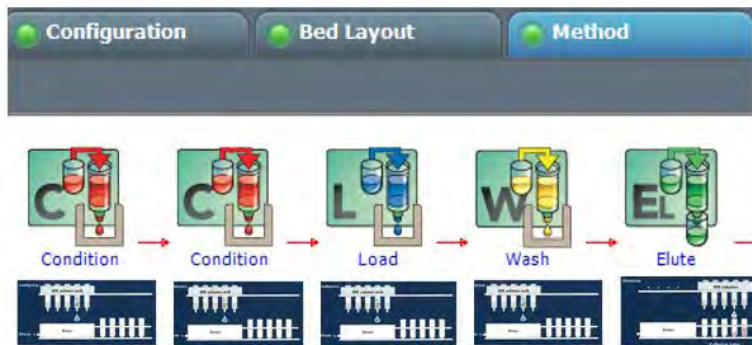 Configuration
Bed Layout
Method
C
C
L
W
EL
Condition
Condition
Load
Wash
Elute